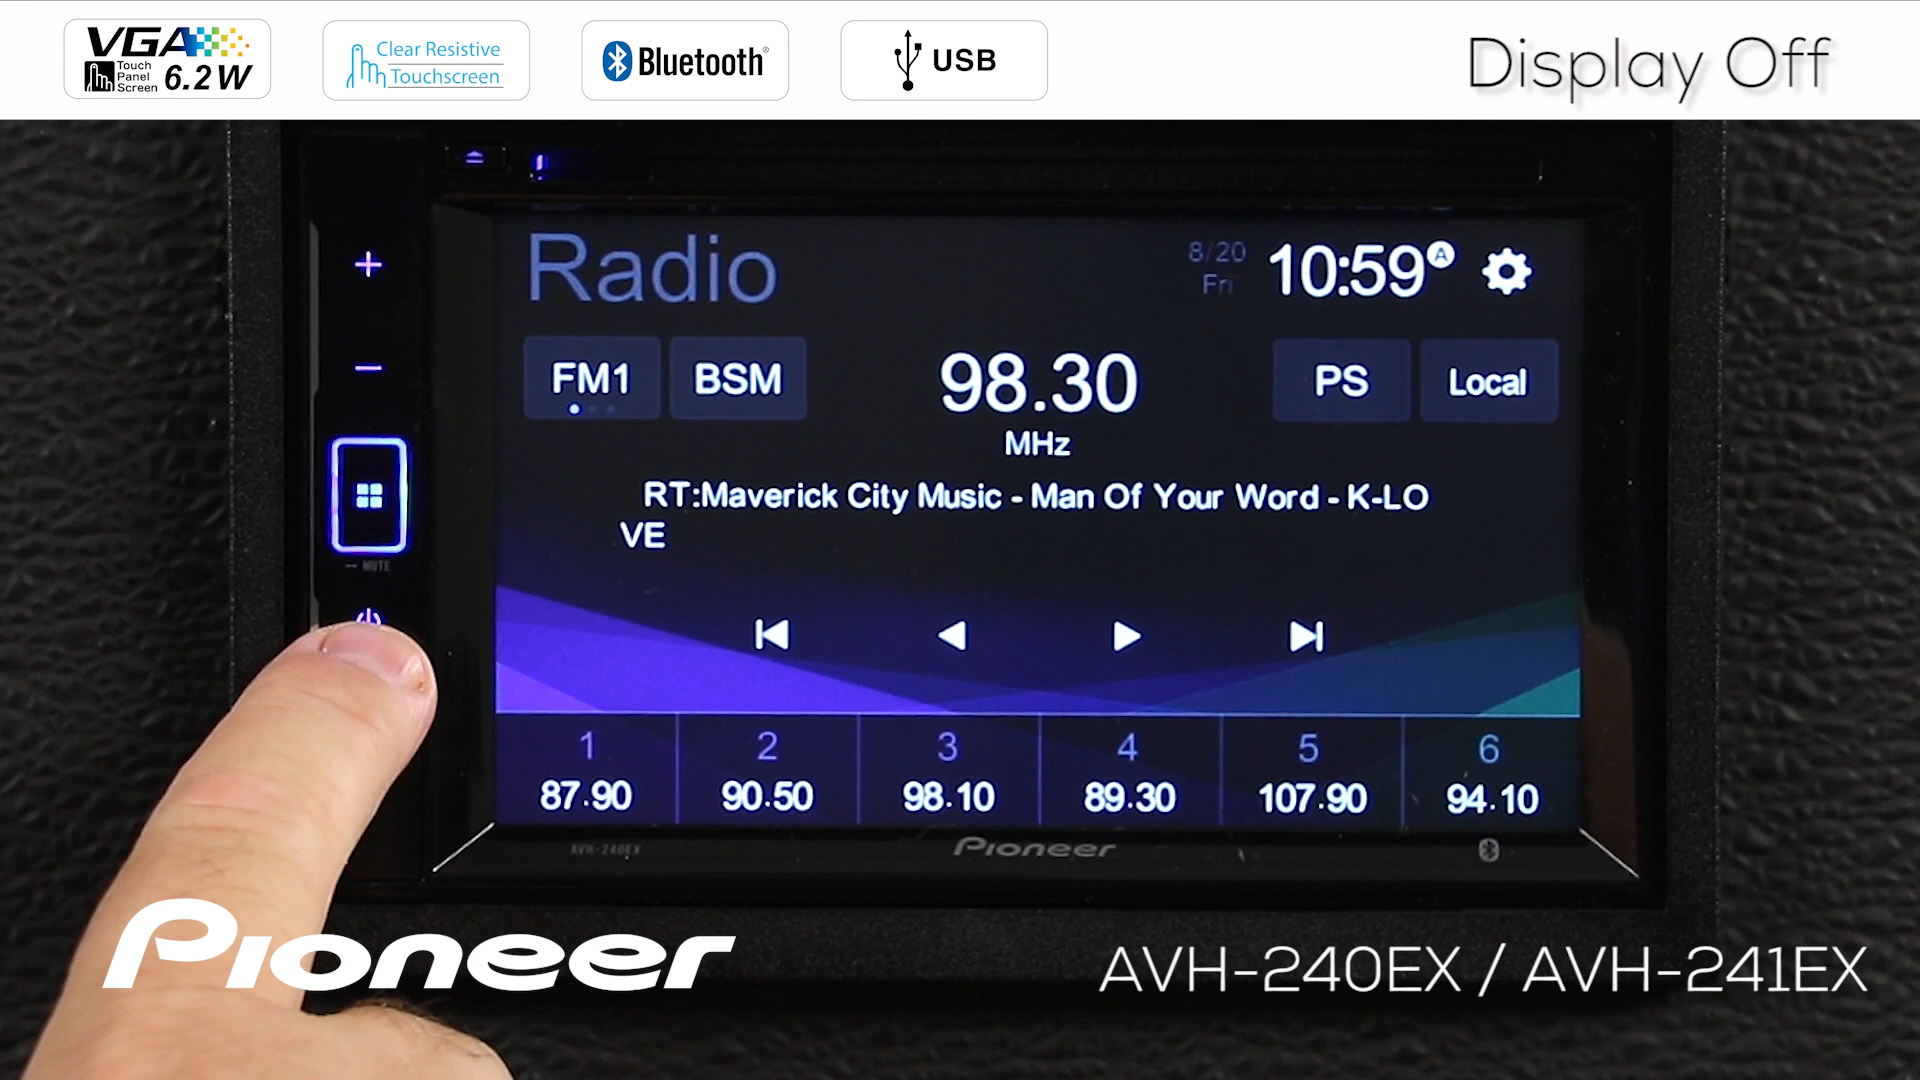 VGA
Touch
Panel
Screen 6.2W
Clear Resistive
Touchscreen
Bluetooth®
USB
Display Off
Radio
8/20
Fri
10:59 A
FM1
BSM
98.30
MHz
PS
Local
RT:Maverick City Music - Man Of Your Word - K-LO
VE
MUTE
1
2
3
4
5
6
87.90
90.50
98.10
89.30
107.90
94.10
AVH-240EX
Pioneer
Pioneer
AVH-240EX / AVH-241EX